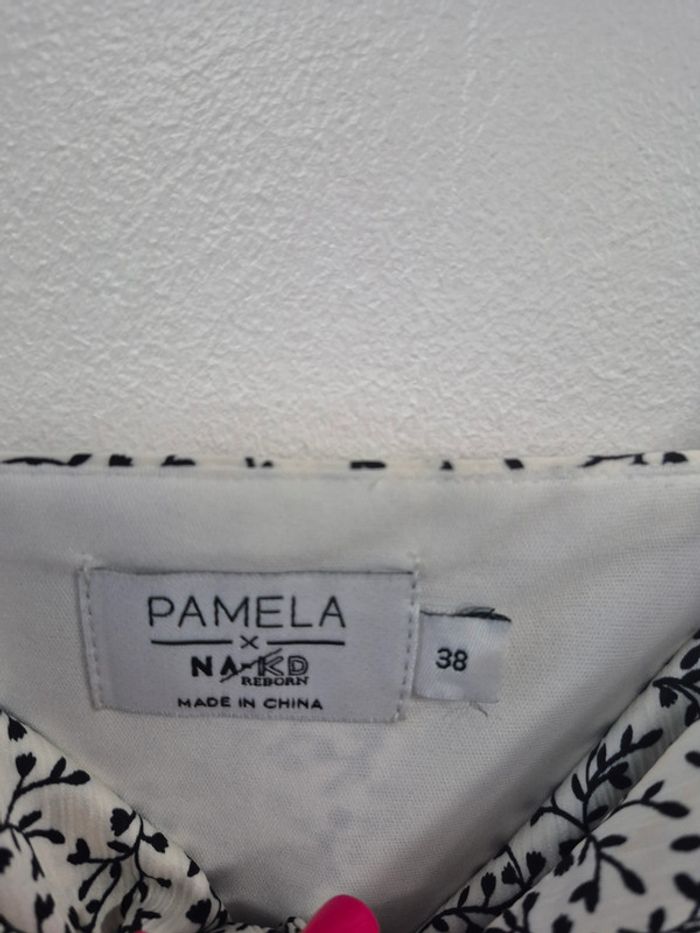 PAMELA
×
NA-KD
REBORN
MADE IN CHINA
38